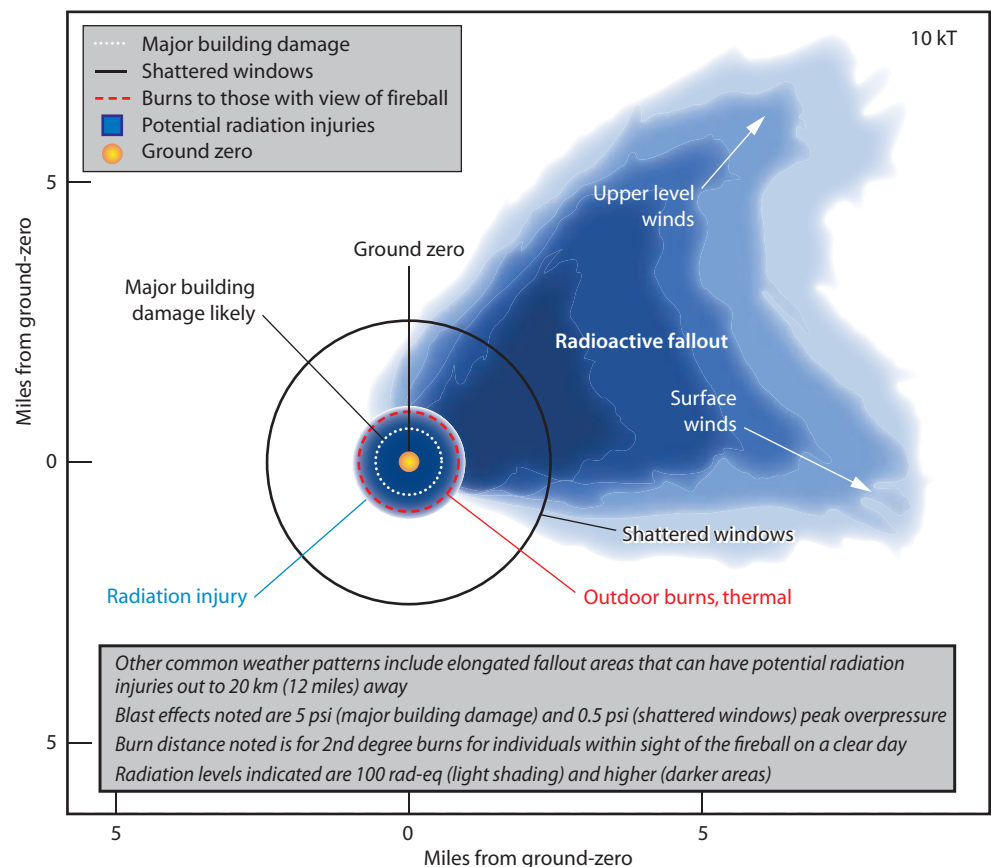 Major building damage
Shattered windows
Burns to those with view of fireball
Potential radiation injuries
Ground zero
10 kT
Upper level
winds
5
Ground zero
Major building
damage likely
Radioactive fallout
Surface
winds
Miles from ground-zero
0
Shattered windows
Radiation injury
Outdoor burns, thermal
Other common weather patterns include elongated fallout areas that can have potential radiation
injuries out to 20 km (12 miles) away
Blast effects noted are 5 psi (major building damage) and 0.5 psi (shattered windows) peak overpressure
Burn distance noted is for 2nd degree burns for individuals within sight of the fireball on a clear day
Radiation levels indicated are 100 rad-eq (light shading) and higher (darker areas)
5
5
0
5
Miles from ground-zero